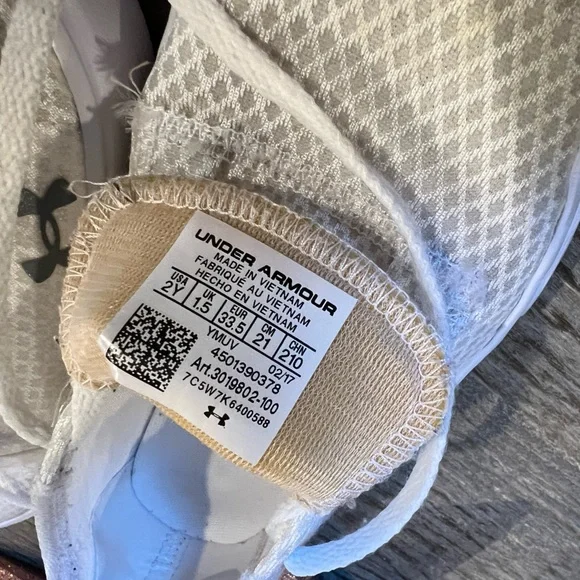 UNDER ARMOUR
MADE IN VIETNAM
FABRIQUÉ AU VIETNAM
HECHO EN VIETNAM
USA UK EUR CM CHN
2Y 1.5 33.5 21 210
YMUV 02/17
4501390378
Art.3019802-100
7C5W7K6400588